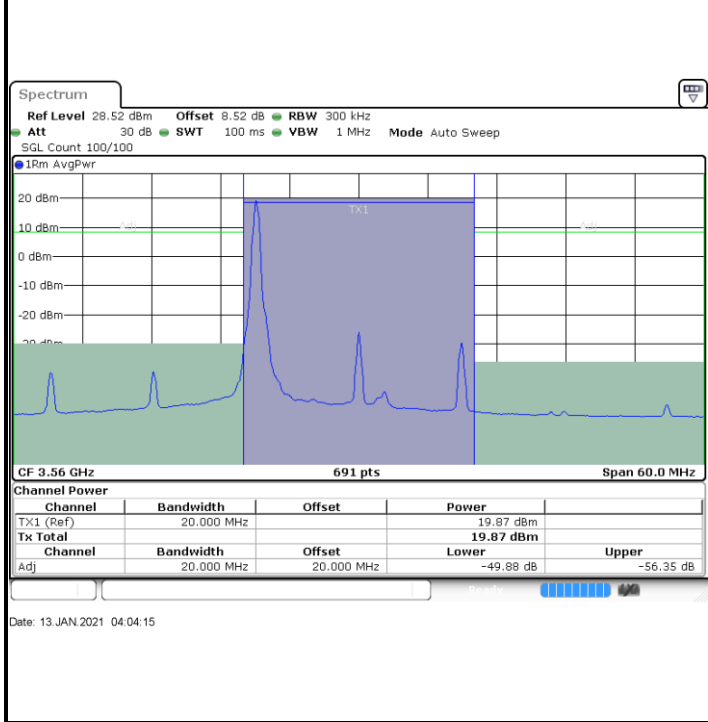 Spectrum
Ref Level 28.52 dBm Offset 8.52 dB RBW 300 kHz
Att 30 dB SWT 100 ms VBW 1 MHz Mode Auto Sweep
SGL Count 100/100
1Rm AvgPwr
20 dBm
TX1
10 dBm Adj Adj
0 dBm
-10 dBm
-20 dBm
-30 dBm
CF 3.56 GHz 691 pts Span 60.0 MHz
Channel Power
Channel Bandwidth Offset Power
TX1 (Ref) 20.000 MHz 19.87 dBm
Tx Total 19.87 dBm
Channel Bandwidth Offset Lower Upper
Adj 20.000 MHz 20.000 MHz -49.88 dB -56.35 dB
Ready
Date: 13.JAN.2021 04:04:15